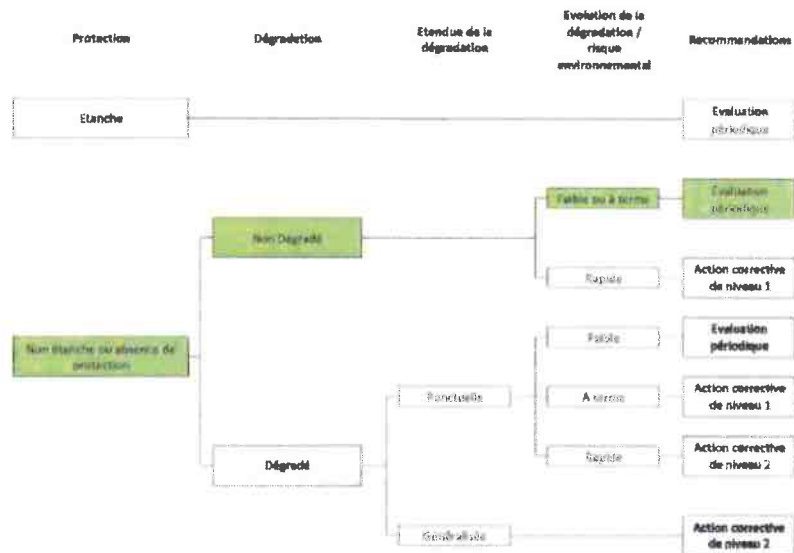 Protection
Dégradation
Etendue de la
dégradation
Evolution de la
dégradation /
risque
environnemental
Recommandations
Etanche
Evaluation
périodique
Faible ou à terme
Evaluation
périodique
Non Dégradé
Rapide
Action corrective
de niveau 1
Non étanche ou absence de
protection
Faible
Evaluation
périodique
Ponctuelle
A terme
Action corrective
de niveau 1
Dégradé
Rapide
Action corrective
de niveau 2
Généralisée
Action corrective
de niveau 2